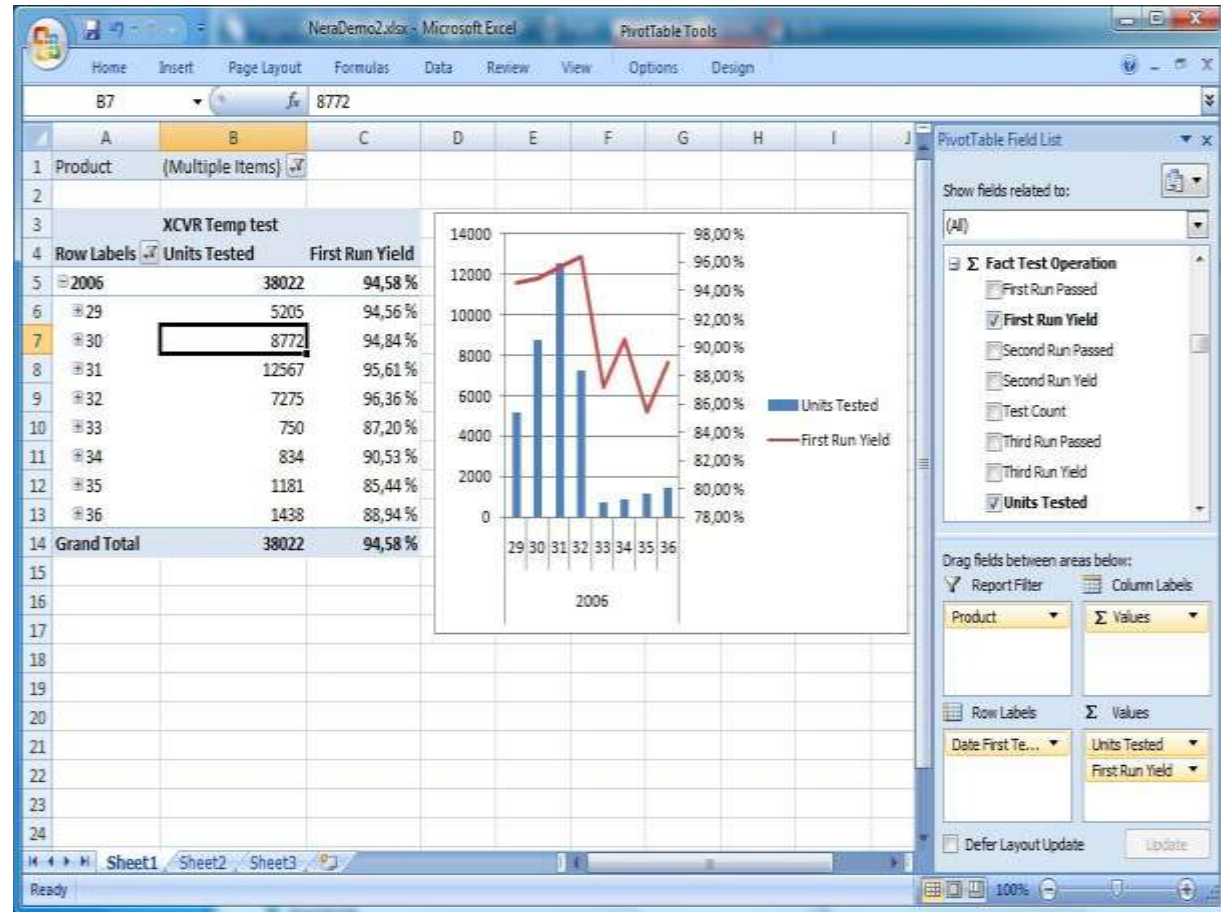 NeraDemo2.xlsx - Microsoft Excel
PivotTable Tools
Home Insert Page Layout Formulas Data Review View Options Design
B7 fx 8772
A B C D E F G H I J
1 Product (Multiple Items)
2
3 XCVR Temp test
4 Row Labels Units Tested First Run Yield
5 2006 38022 94,58 %
6 29 5205 94,56 %
7 30 8772 94,84 %
8 31 12567 95,61 %
9 32 7275 96,36 %
10 33 750 87,20 %
11 34 834 90,53 %
12 35 1181 85,44 %
13 36 1438 88,94 %
14 Grand Total 38022 94,58 %
15
16
17
18
19
20
21
22
23
24
14000
12000
10000
8000
6000
4000
2000
0
98,00 %
96,00 %
94,00 %
92,00 %
90,00 %
88,00 %
86,00 %
84,00 %
82,00 %
80,00 %
78,00 %
29 30 31 32 33 34 35 36
2006
Units Tested
First Run Yield
PivotTable Field List
Show fields related to:
(All)
Σ Fact Test Operation
First Run Passed
First Run Yield
Second Run Passed
Second Run Yeld
Test Count
Third Run Passed
Third Run Yield
Units Tested
Drag fields between areas below:
Report Filter Column Labels
Product Σ Values
Row Labels Σ Values
Date First Te... Units Tested
First Run Yield
Defer Layout Update Update
Sheet1 Sheet2 Sheet3
Ready 100%